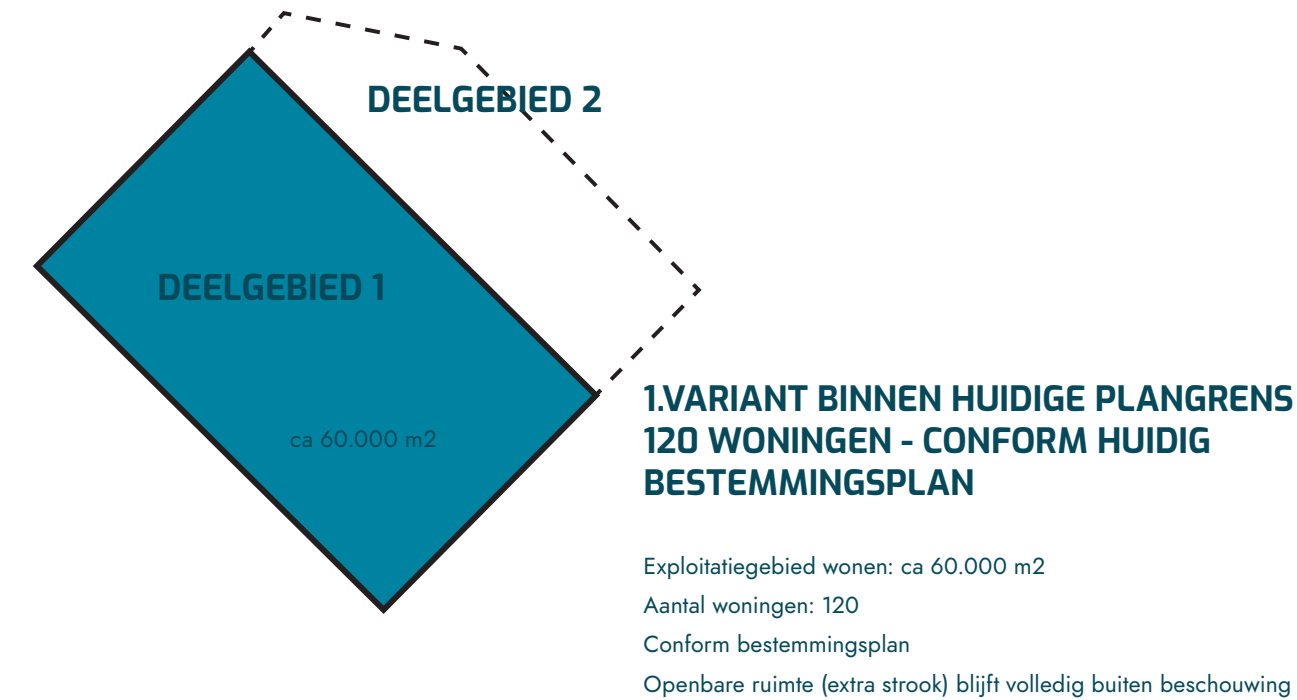 DEELGEBIED 2
DEELGEBIED 1
ca 60.000 m2
1.VARIANT BINNEN HUIDIGE PLANGRENS
120 WONINGEN - CONFORM HUIDIG
BESTEMMINGSPLAN
Exploitatiegebied wonen: ca 60.000 m2
Aantal woningen: 120
Conform bestemmingsplan
Openbare ruimte (extra strook) blijft volledig buiten beschouwing